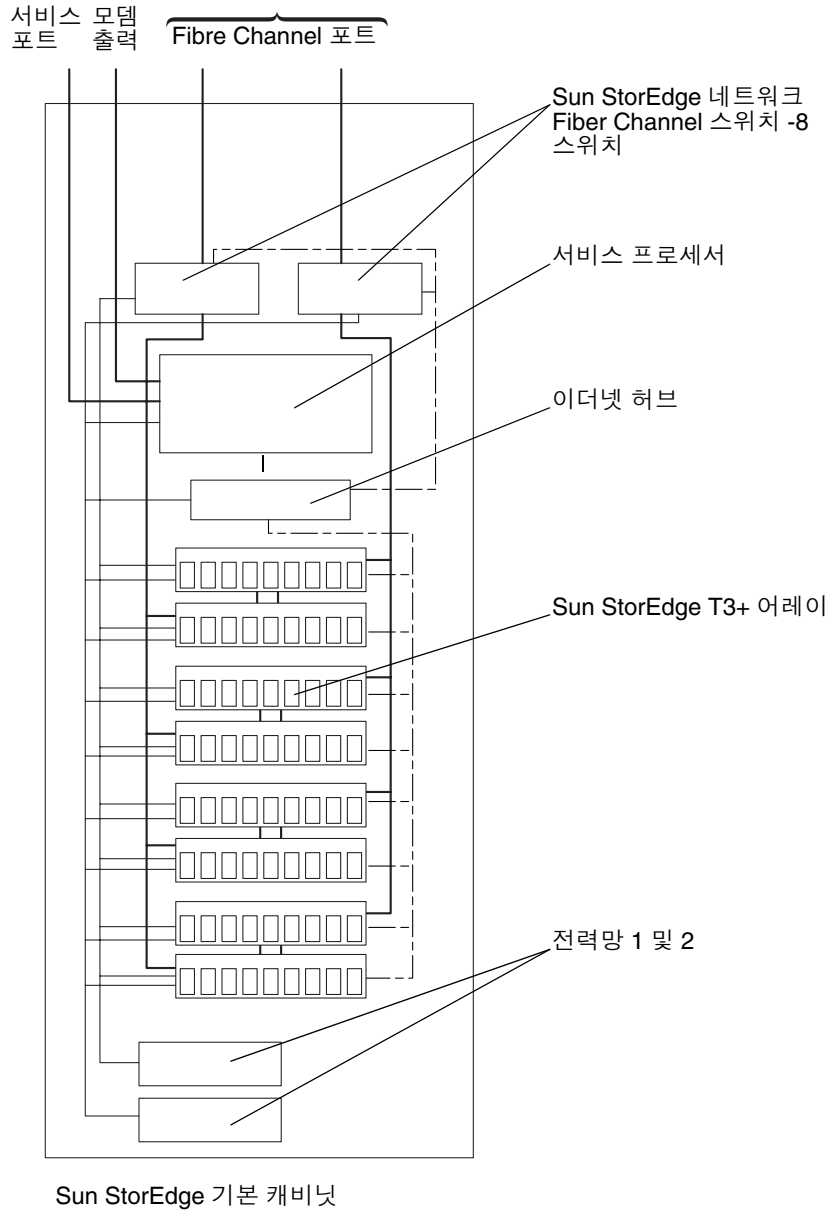 서비스 모뎀
포트 출력
Fibre Channel 포트
Sun StorEdge 네트워크
Fiber Channel 스위치 -8
스위치
서비스 프로세서
이더넷 허브
Sun StorEdge T3+ 어레이
전력망 1 및 2
Sun StorEdge 기본 캐비닛